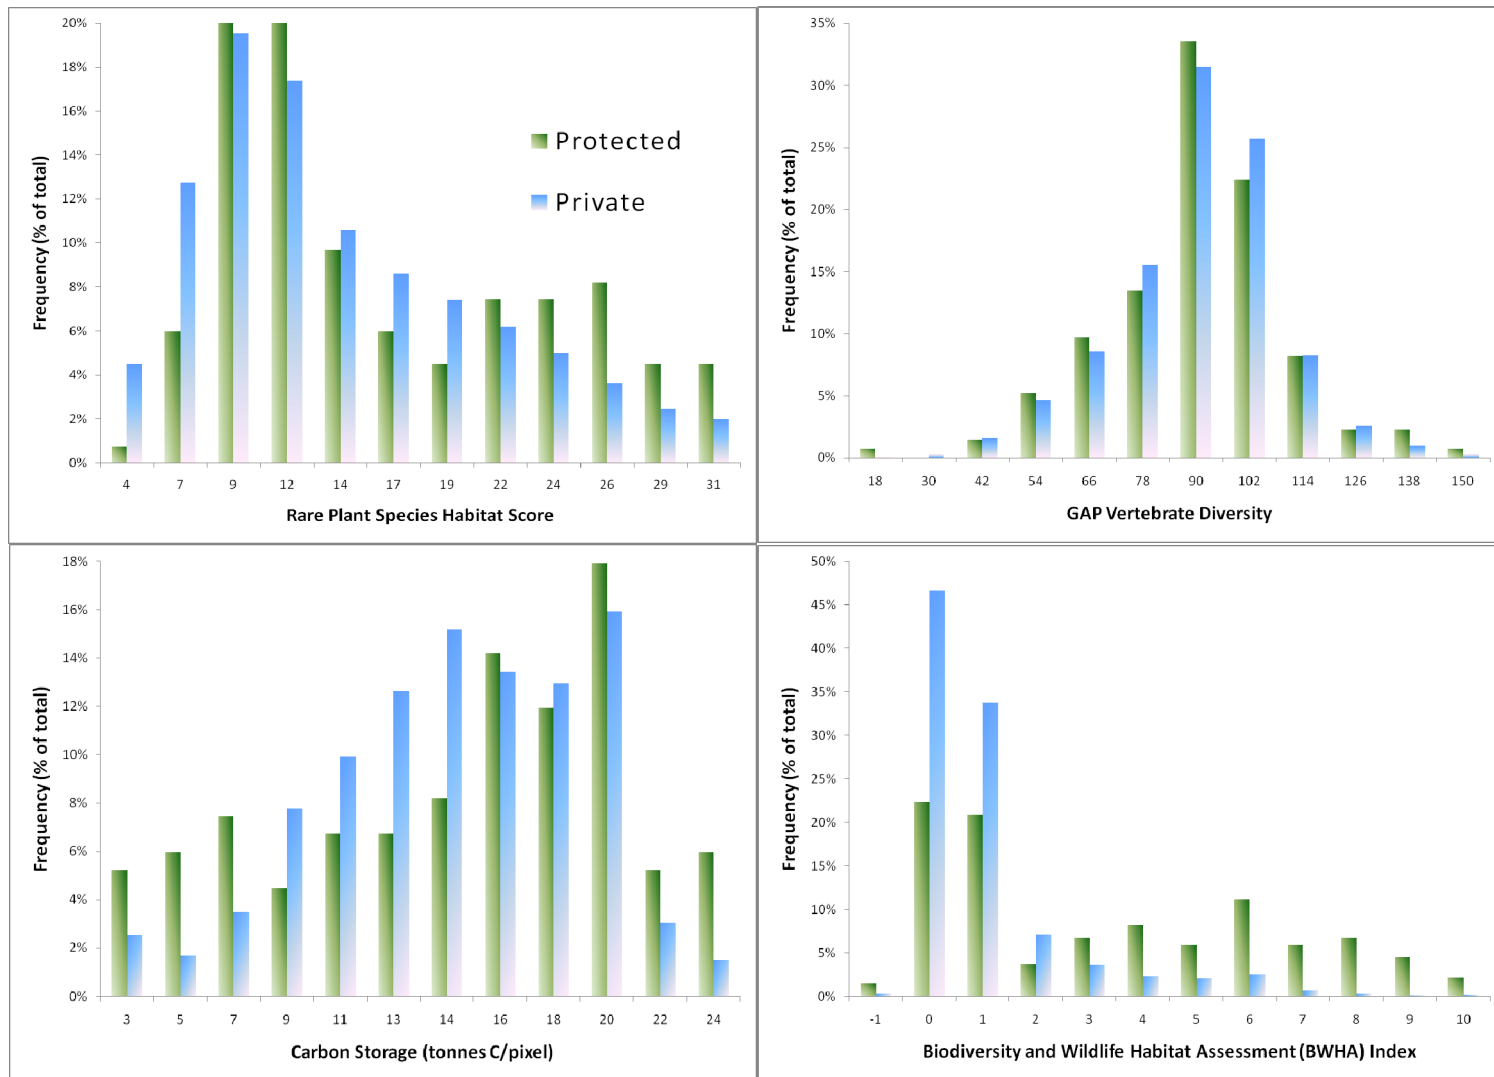 20%
18%
16%
14%
12%
10%
8%
6%
4%
2%
0%
Frequency (% of total)
Protected
Private
4 7 9 12 14 17 19 22 24 26 29 31
Rare Plant Species Habitat Score
35%
30%
25%
20%
15%
10%
5%
0%
Frequency (% of total)
18 30 42 54 66 78 90 102 114 126 138 150
GAP Vertebrate Diversity
18%
16%
14%
12%
10%
8%
6%
4%
2%
0%
Frequency (% of total)
3 5 7 9 11 13 14 16 18 20 22 24
Carbon Storage (tonnes C/pixel)
50%
45%
40%
35%
30%
25%
20%
15%
10%
5%
0%
Frequency (% of total)
-1 0 1 2 3 4 5 6 7 8 9 10
Biodiversity and Wildlife Habitat Assessment (BWHA) Index